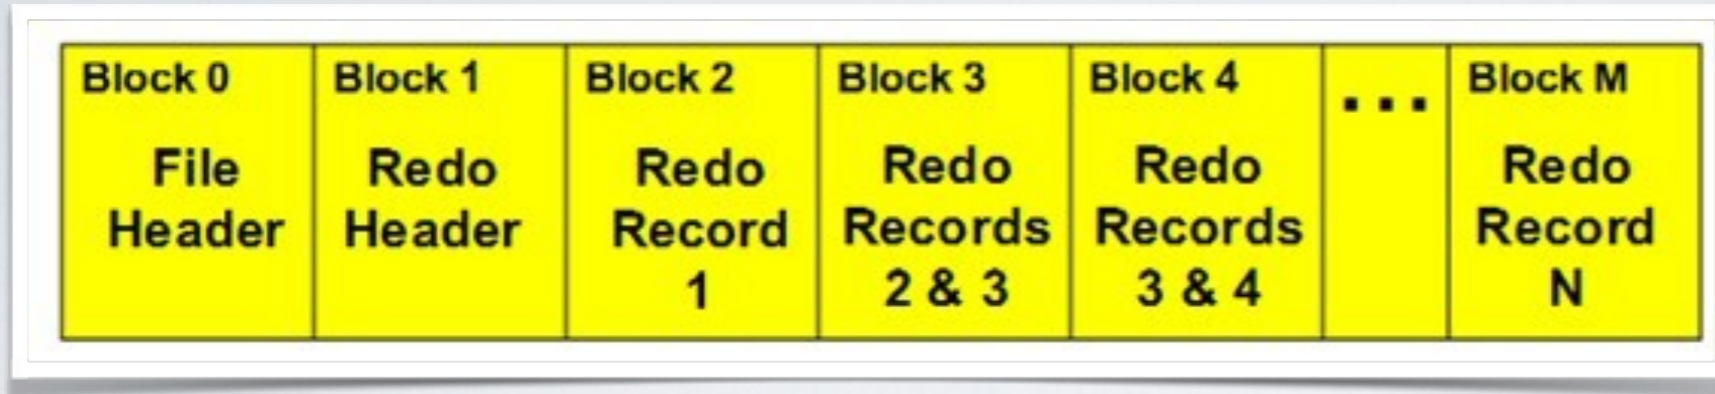 Block 0
File
Header
Block 1
Redo
Header
Block 2
Redo
Record
1
Block 3
Redo
Records
2 & 3
Block 4
Redo
Records
3 & 4
...
Block M
Redo
Record
N